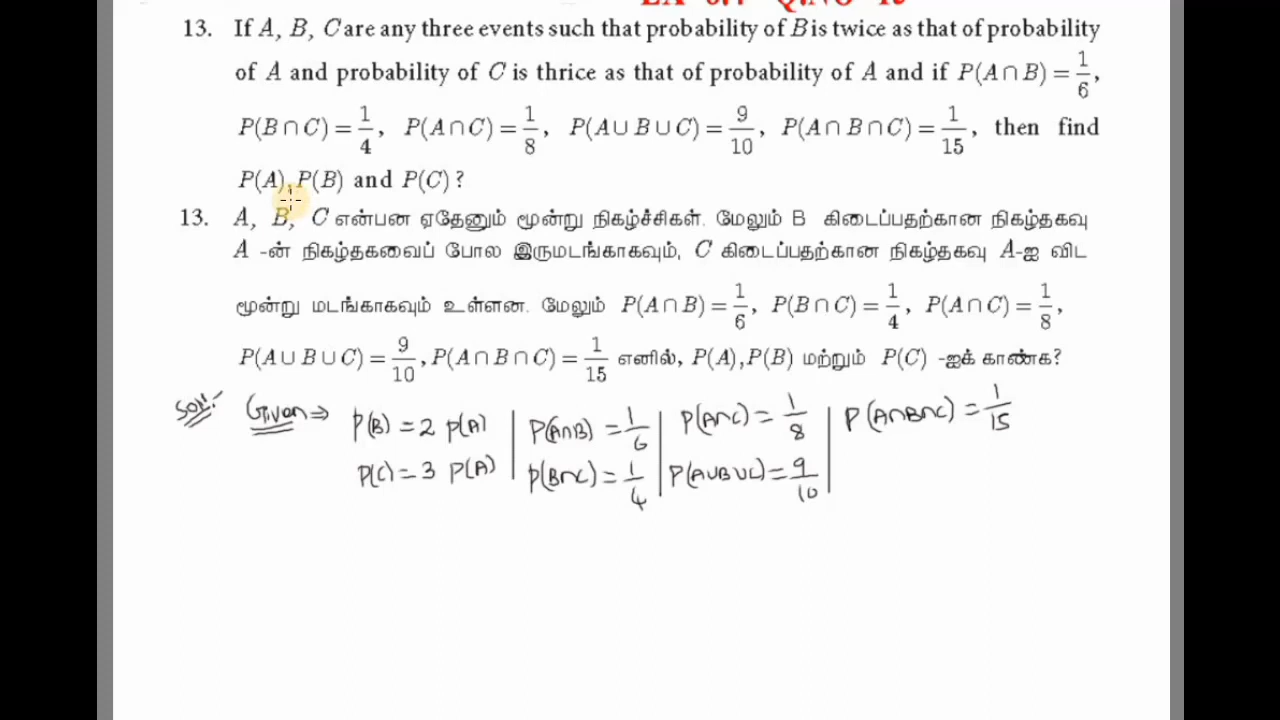 13. If A, B, C are any three events such that probability of B is twice as that of probability
of A and probability of C is thrice as that of probability of A and if P(A∩B) = 1/6,
P(B∩C) = 1/4, P(A∩C) = 1/8, P(A∪B∪C) = 9/10, P(A∩B∩C) = 1/15, then find
P(A), P(B) and P(C) ?
13. A, B, C என்பன ஏதேனும் மூன்று நிகழ்ச்சிகள். மேலும் B கிடைப்பதற்கான நிகழ்தகவு
A -ன் நிகழ்தகவைப் போல இருமடங்காகவும், C கிடைப்பதற்கான நிகழ்தகவு A-ஐ விட
மூன்று மடங்காகவும் உள்ளன. மேலும் P(A∩B) = 1/6, P(B∩C) = 1/4, P(A∩C) = 1/8,
P(A∪B∪C) = 9/10, P(A∩B∩C) = 1/15 எனில், P(A), P(B) மற்றும் P(C) -ஐக் காண்க?
Soln:- Given ⇒ P(B) = 2 P(A) | P(A∩B) = 1/6 | P(A∩C) = 1/8 | P(A∩B∩C) = 1/15
P(C) = 3 P(A) | P(B∩C) = 1/4 | P(A∪B∪C) = 9/10